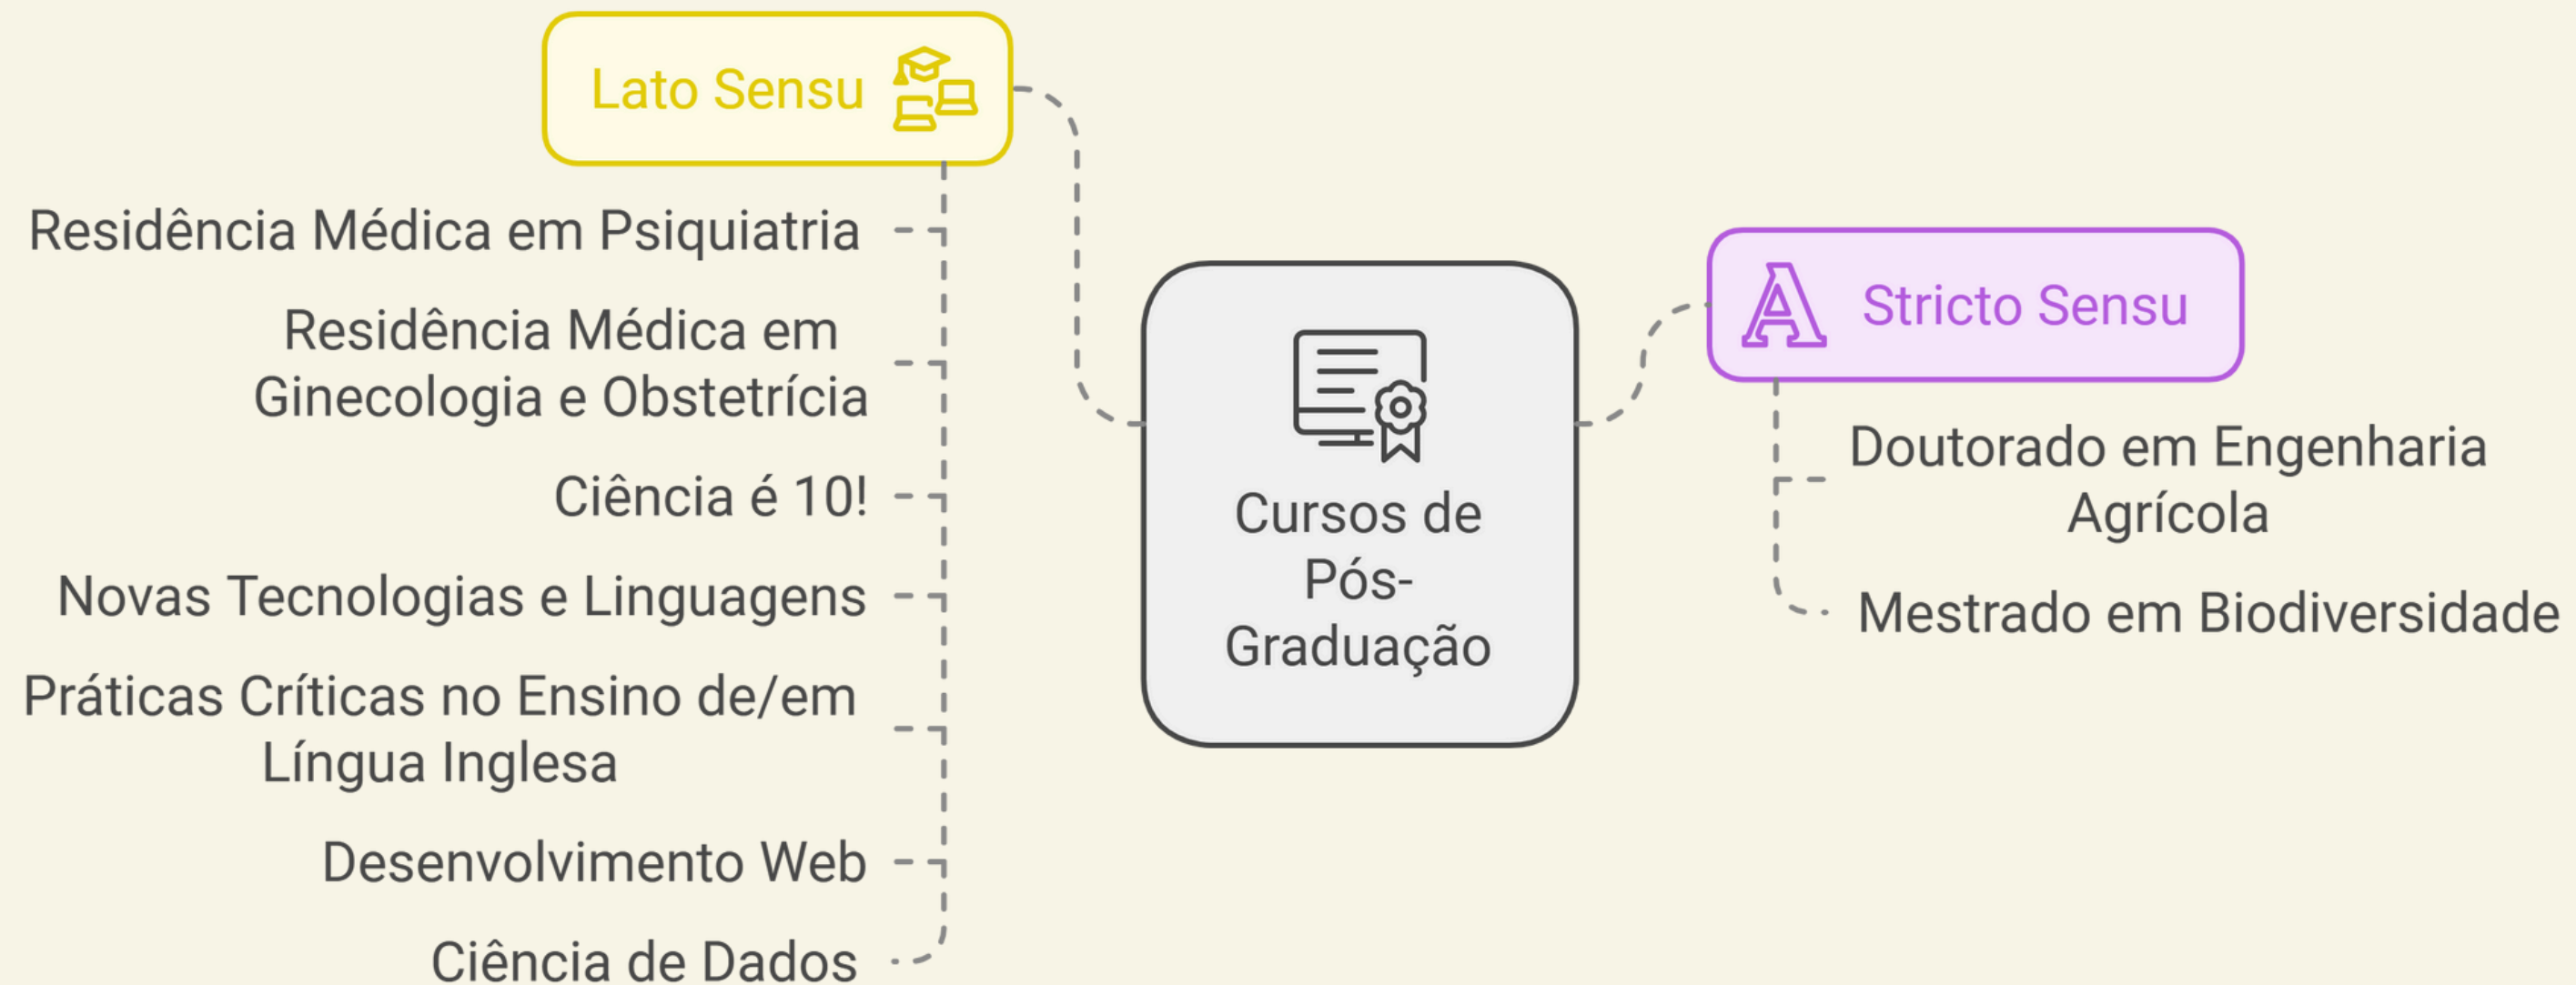 Lato Sensu
Residência Médica em Psiquiatria
Residência Médica em
Ginecologia e Obstetrícia
Ciência é 10!
Novas Tecnologias e Linguagens
Práticas Críticas no Ensino de/em
Língua Inglesa
Desenvolvimento Web
Ciência de Dados
Cursos de
Pós-
Graduação
Stricto Sensu
Doutorado em Engenharia
Agrícola
Mestrado em Biodiversidade